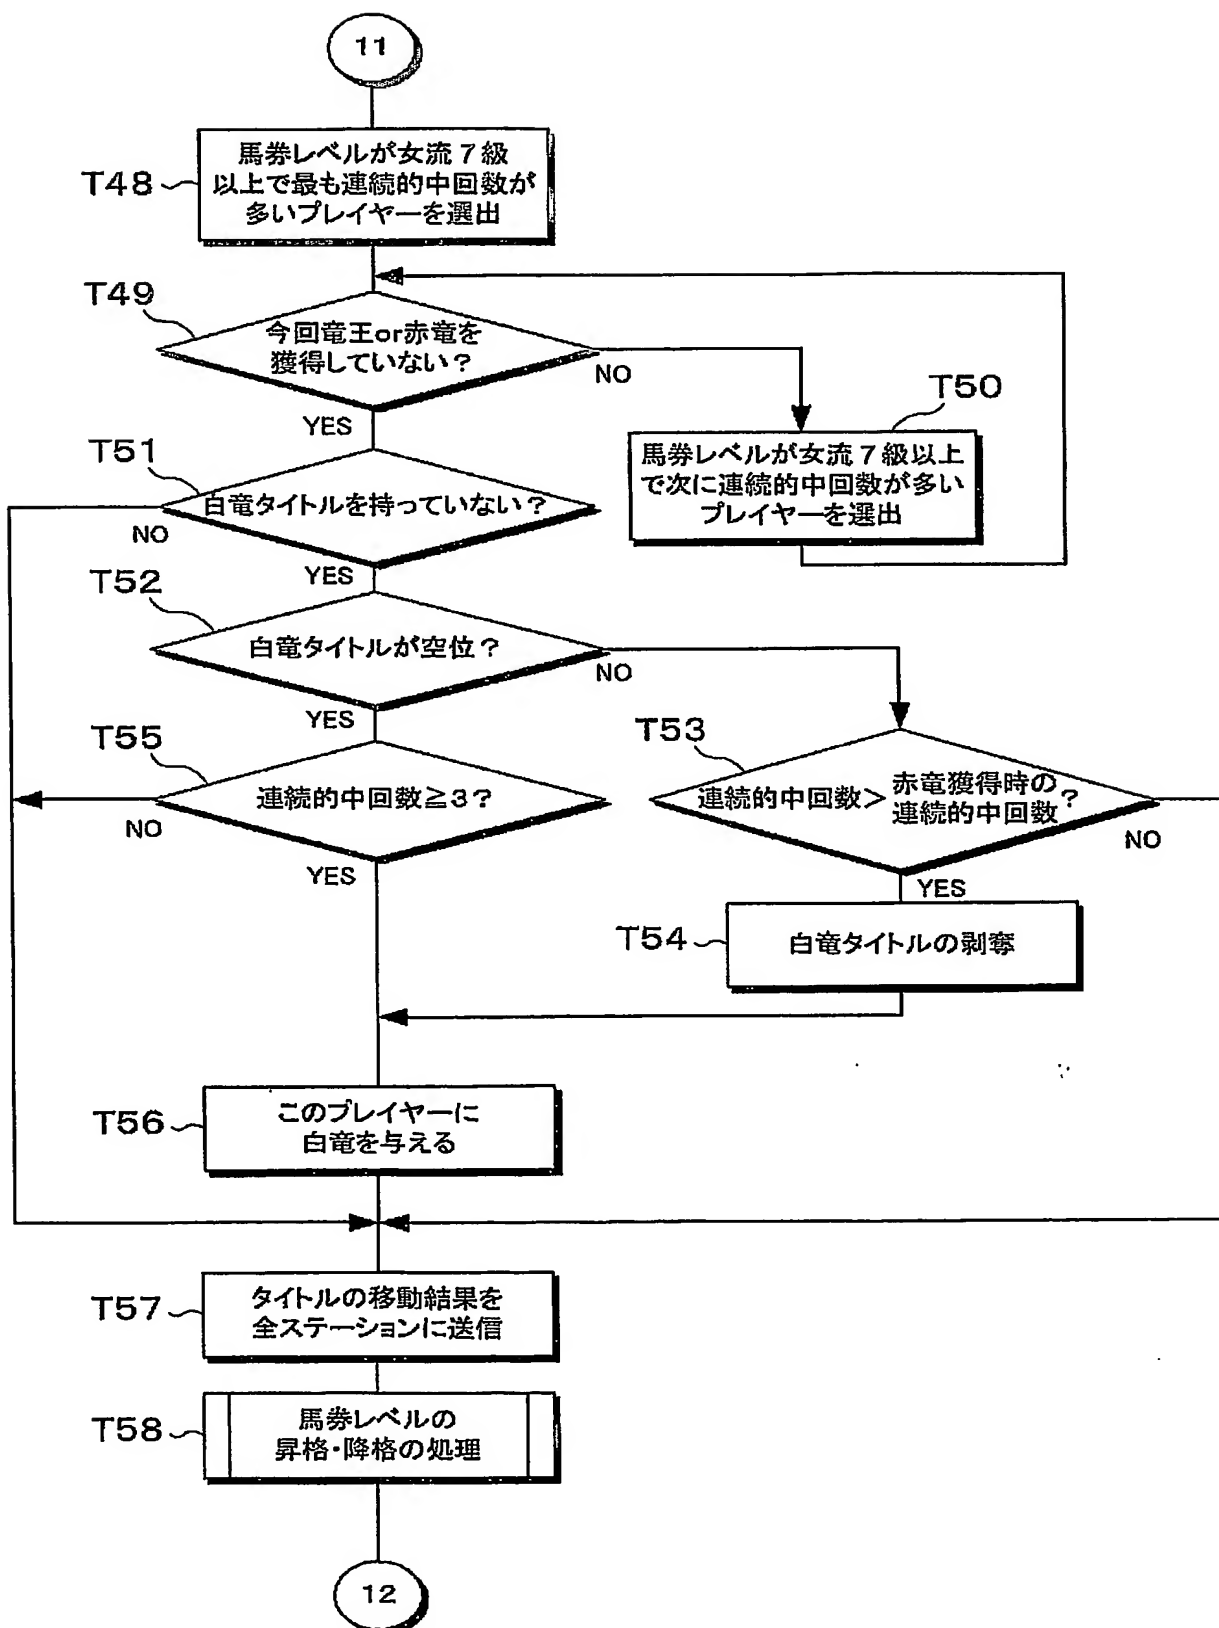 11
T48
馬券レベルが女流7級
以上で最も連続的中回数が
多いプレイヤーを選出
T49
今回竜王or赤竜を
獲得していない?
NO
YES
T50
馬券レベルが女流7級以上
で次に連続的中回数が多い
プレイヤーを選出
T51
白竜タイトルを持っていない?
NO
YES
T52
白竜タイトルが空位?
NO
YES
T53
連続的中回数>赤竜獲得時の連続的中回数?
NO
YES
T55
連続的中回数≧3?
NO
YES
T54
白竜タイトルの剥奪
T56
このプレイヤーに
白竜を与える
T57
タイトルの移動結果を
全ステーションに送信
T58
馬券レベルの
昇格・降格の処理
12